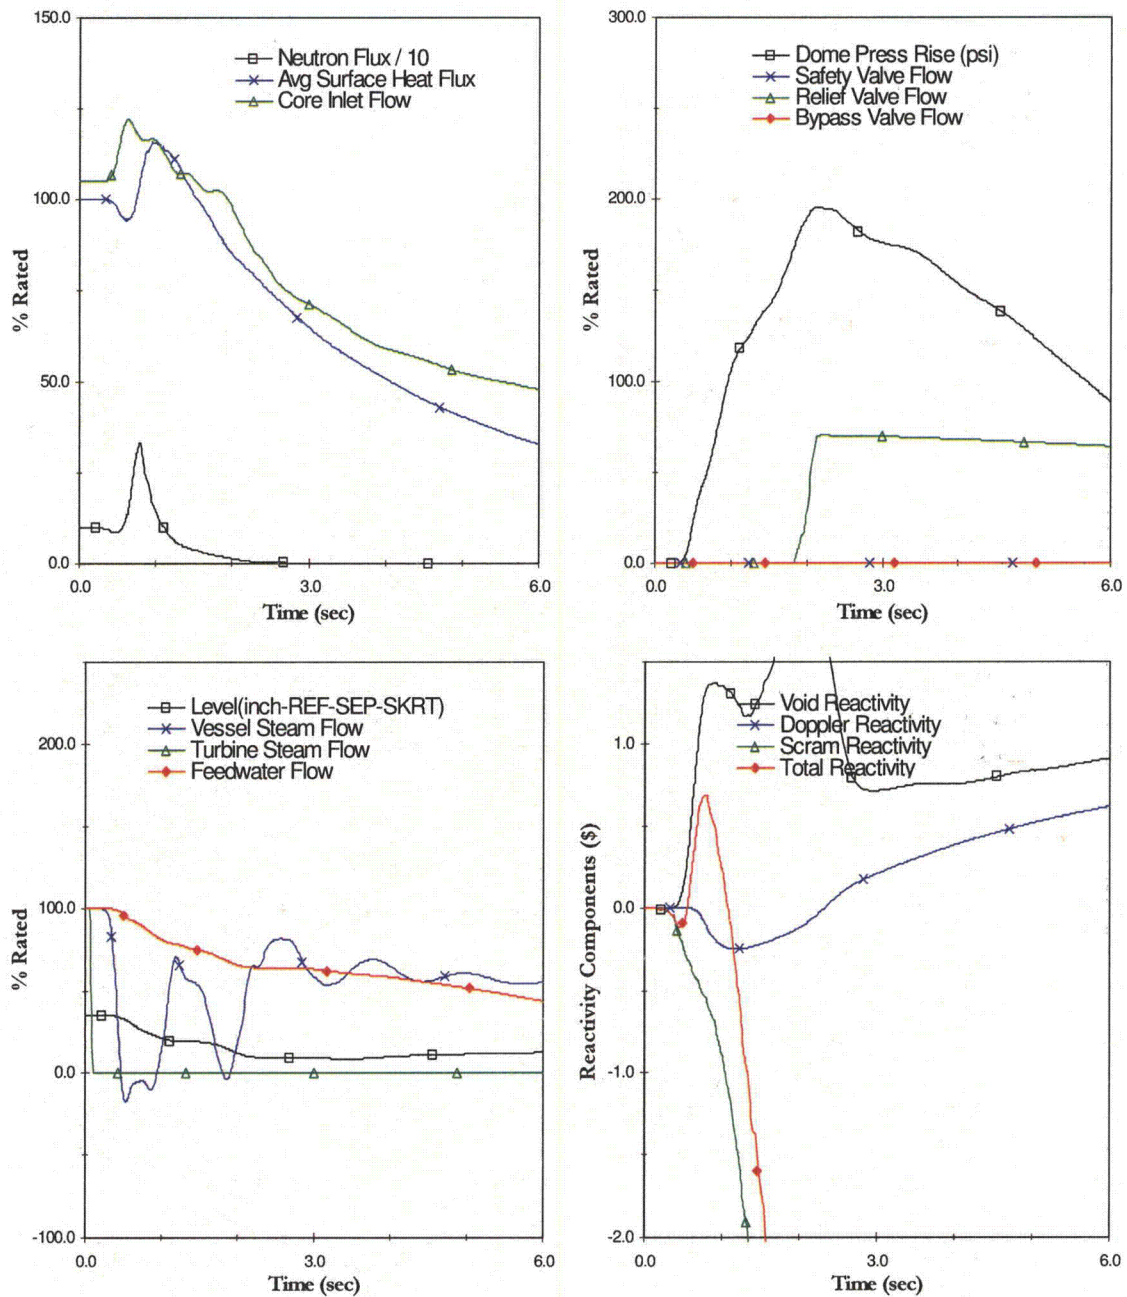 150.0
Neutron Flux / 10
Avg Surface Heat Flux
Core Inlet Flow
100.0
% Rated
50.0
0.0
0.0 3.0 6.0
Time (sec)
300.0
Dome Press Rise (psi)
Safety Valve Flow
Relief Valve Flow
Bypass Valve Flow
200.0
% Rated
100.0
0.0
0.0 3.0 6.0
Time (sec)
Level(inch-REF-SEP-SKRT)
Vessel Steam Flow
Turbine Steam Flow
Feedwater Flow
200.0
100.0
% Rated
0.0
-100.0
0.0 3.0 6.0
Time (sec)
Void Reactivity
Doppler Reactivity
Scram Reactivity
Total Reactivity
1.0
0.0
Reactivity Components ($)
-1.0
-2.0
0.0 3.0 6.0
Time (sec)